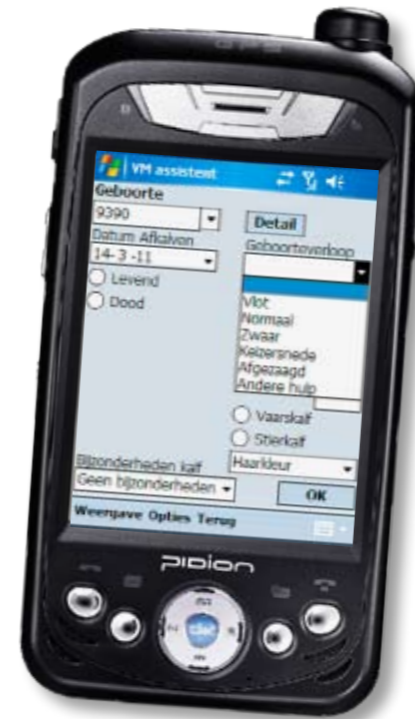 GPS
VM assistent
Geboorte
9390
Detail
Datum Afkalven
Geboorteverloop
14- 3 -11
Levend
Dood
Vlot
Normaal
Zwaar
Keizersnede
Afgezaagd
Andere hulp
Vaarskalf
Stierkalf
Bijzonderheden kalf
Haarkleur
Geen bijzonderheden
OK
Weergave Opties Terug
PIDION